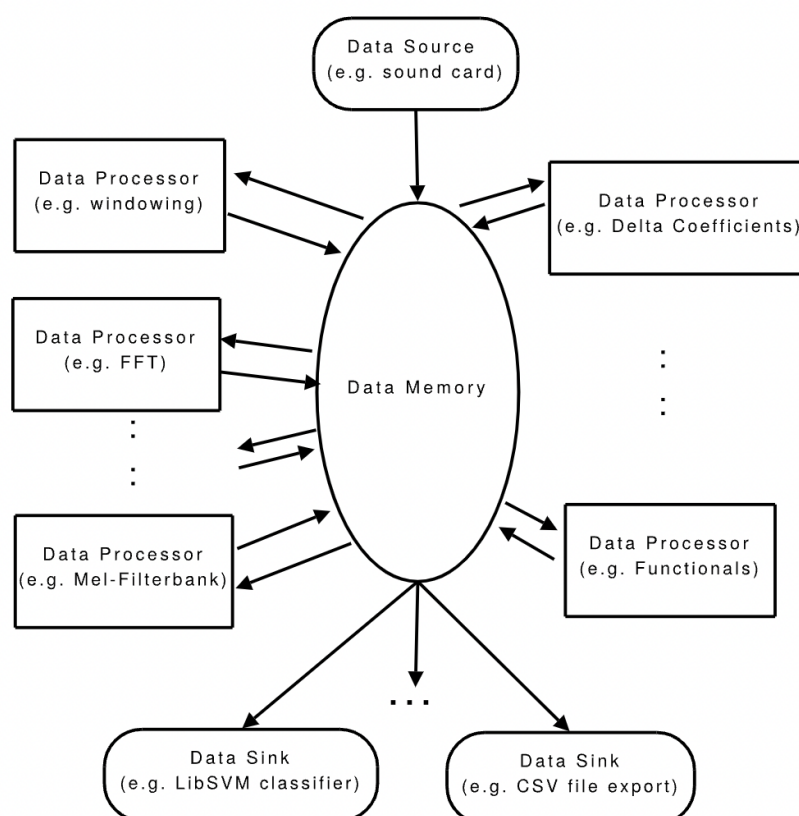 Data Source
(e.g. sound card)
Data Processor
(e.g. windowing)
Data Processor
(e.g. Delta Coefficients)
Data Processor
(e.g. FFT)
Data Memory
:
:
:
:
Data Processor
(e.g. Mel-Filterbank)
Data Processor
(e.g. Functionals)
...
Data Sink
(e.g. LibSVM classifier)
Data Sink
(e.g. CSV file export)